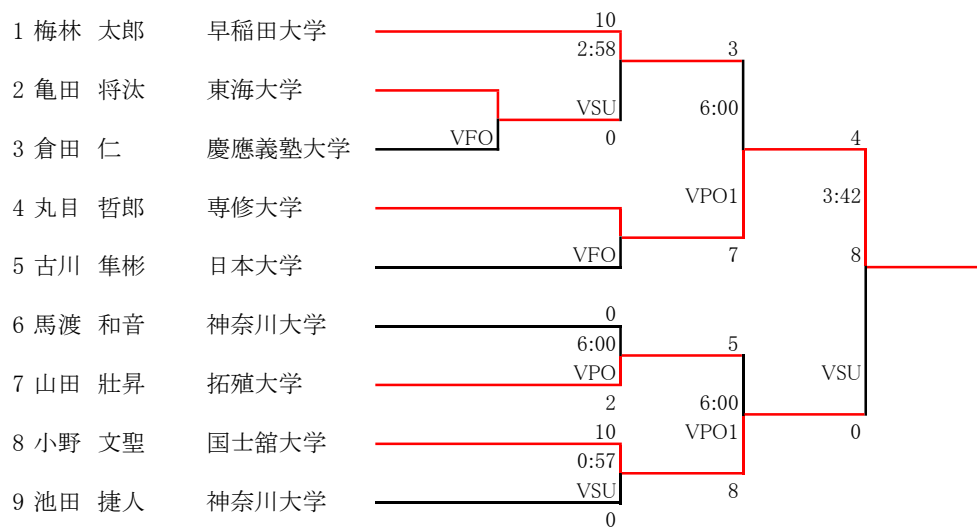 10
1 梅林 太郎 早稲田大学
2:58 3
2 亀田 将汰 東海大学
VSU 6:00
VFO 0 4
3 倉田 仁 慶應義塾大学
VPO1 3:42
4 丸目 哲郎 専修大学
VFO 7 8
5 古川 隼彬 日本大学
0
6 馬渡 和音 神奈川大学
6:00 5
VPO VSU
7 山田 壯昇 拓殖大学
2 6:00
10 VPO1 0
8 小野 文聖 国士舘大学
0:57
VSU 8
9 池田 捷人 神奈川大学
0